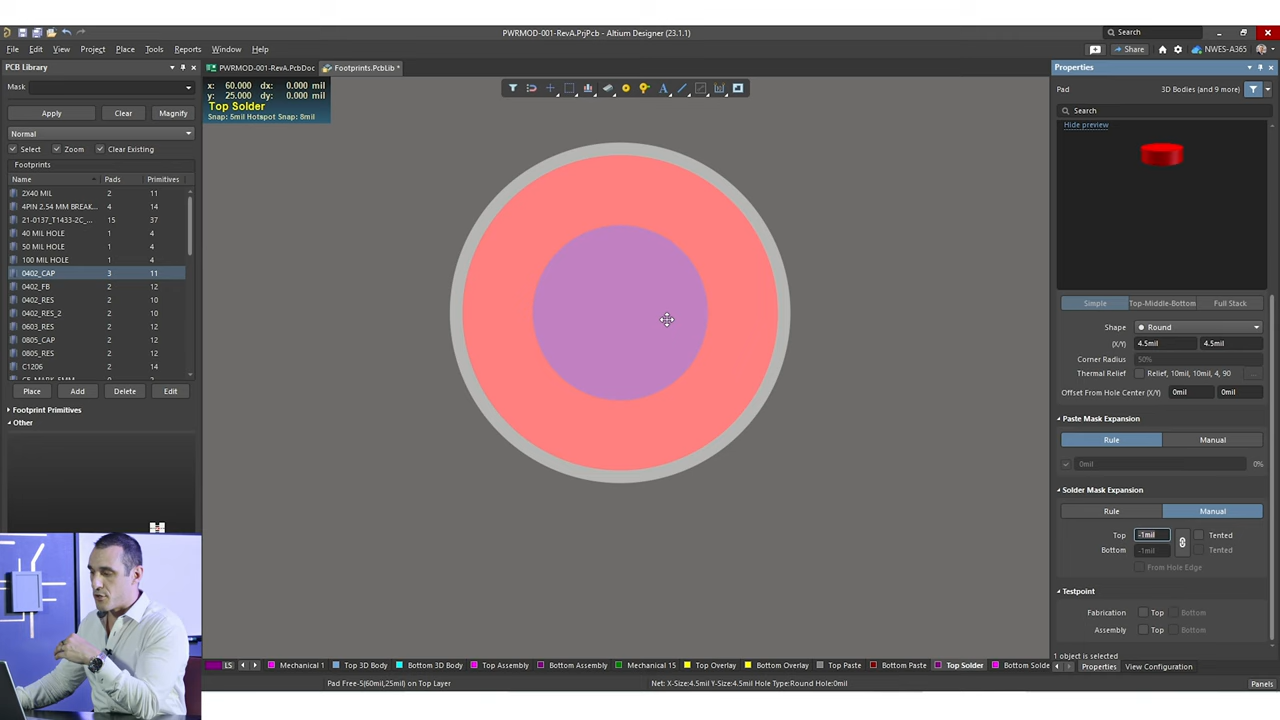 PWRMOD-001-RevA.PrjPcb - Altium Designer (23.1.1)
Search
File Edit View Project Place Tools Reports Window Help
Share
NWES-A365
PCB Library
PWRMOD-001-RevA.PcbDoc
Footprints.PcbLib *
Properties
Mask
x: 60.000 dx: 0.000 mil
y: 25.000 dy: 0.000 mil
Top Solder
Snap: 5mil Hotspot Snap: 8mil
Pad
3D Bodies (and 9 more)
Search
Apply
Clear
Magnify
Hide preview
Normal
Select
Zoom
Clear Existing
Footprints
Name Pads Primitives
2X40 MIL 2 11
4PIN 2.54 MM BREAK... 4 14
21-0137_T1433-2C_... 15 37
40 MIL HOLE 1 4
50 MIL HOLE 1 4
100 MIL HOLE 1 4
0402_CAP 3 11
0402_FB 2 12
0402_RES 2 10
0402_RES_2 2 10
0603_RES 2 12
0805_CAP 2 12
0805_RES 2 12
C1206 2 14
CE-MARK-5MM 0 7
Place
Add
Delete
Edit
Footprint Primitives
Other
Simple
Top-Middle-Bottom
Full Stack
Shape
Round
(X/Y)
4.5mil
4.5mil
Corner Radius
50%
Thermal Relief
Relief, 10mil, 10mil, 4, 90
...
Offset From Hole Center (X/Y)
0mil
0mil
Paste Mask Expansion
Rule
Manual
0mil
0%
Solder Mask Expansion
Rule
Manual
Top
-1mil
Tented
Bottom
-1mil
Tented
From Hole Edge
Testpoint
Fabrication
Top
Bottom
Assembly
Top
Bottom
1 object is selected
LS
Mechanical 1
Top 3D Body
Bottom 3D Body
Top Assembly
Bottom Assembly
Mechanical 15
Top Overlay
Bottom Overlay
Top Paste
Bottom Paste
Top Solder
Bottom Solde
Properties
View Configuration
Pad Free-5(60mil,25mil) on Top Layer
Net: X-Size:4.5mil Y-Size:4.5mil Hole Type:Round Hole:0mil
Panels